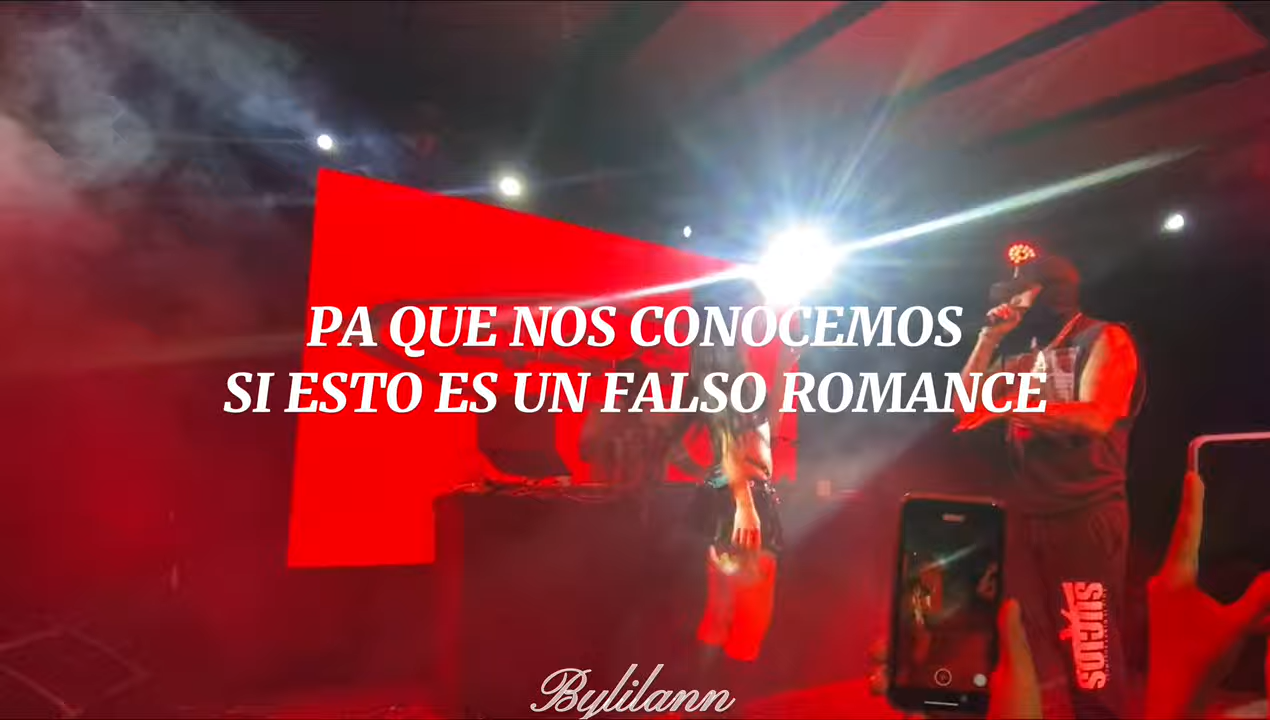 PA QUE NOS CONOCEMOS
SI ESTO ES UN FALSO ROMANCE
SUCIOS
Bylilann